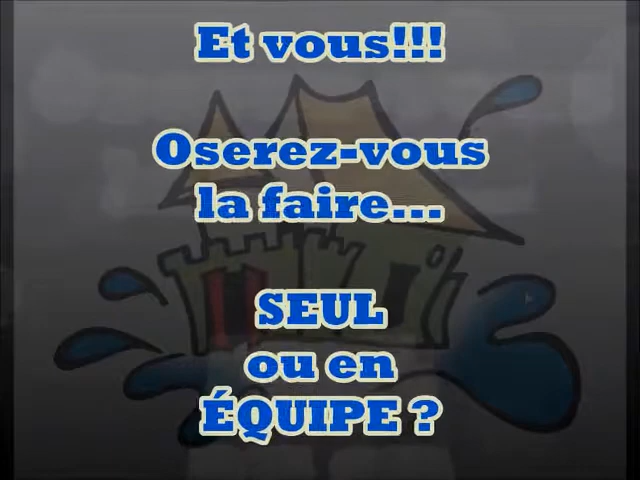 Et vous!!!
Oserez-vous
la faire...
SEUL
ou en
ÉQUIPE ?